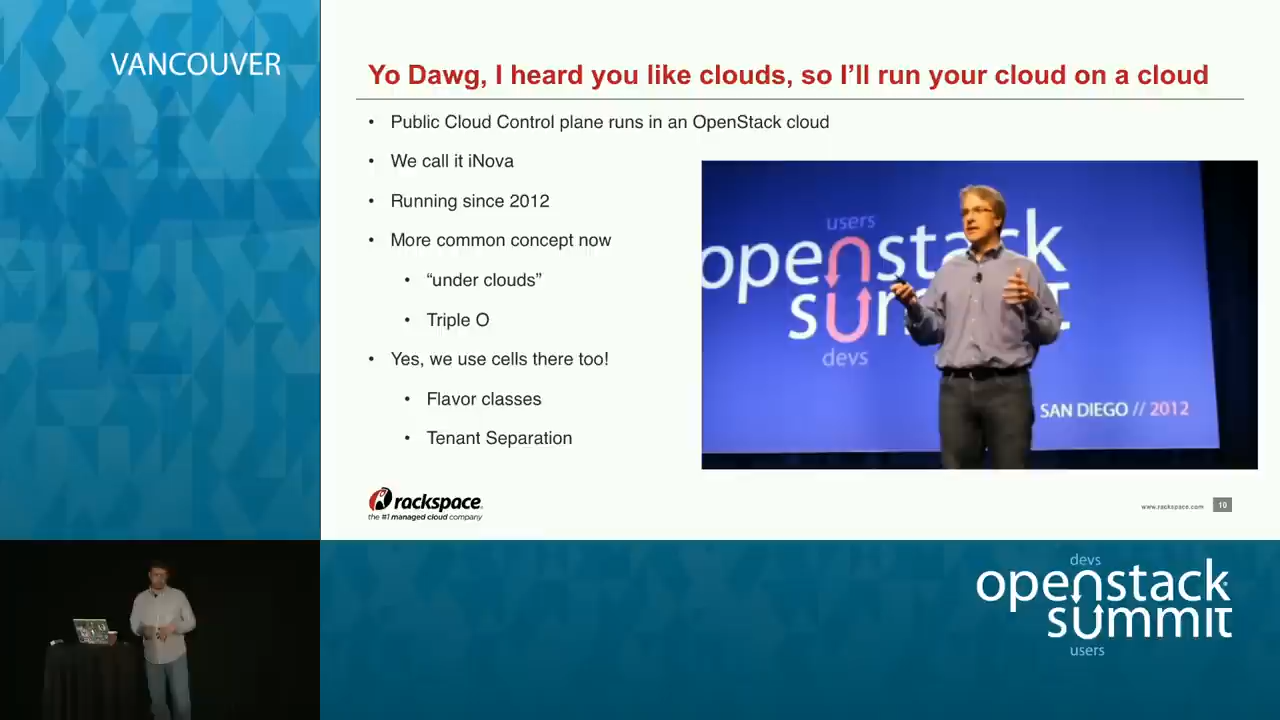 VANCOUVER
Yo Dawg, I heard you like clouds, so I’ll run your cloud on a cloud
• Public Cloud Control plane runs in an OpenStack cloud
• We call it iNova
• Running since 2012
• More common concept now
• “under clouds”
• Triple O
• Yes, we use cells there too!
• Flavor classes
• Tenant Separation
users
openstack
summit
devs
SAN DIEGO // 2012
rackspace
the #1 managed cloud company
www.rackspace.com
10
devs
openstack
summit
users